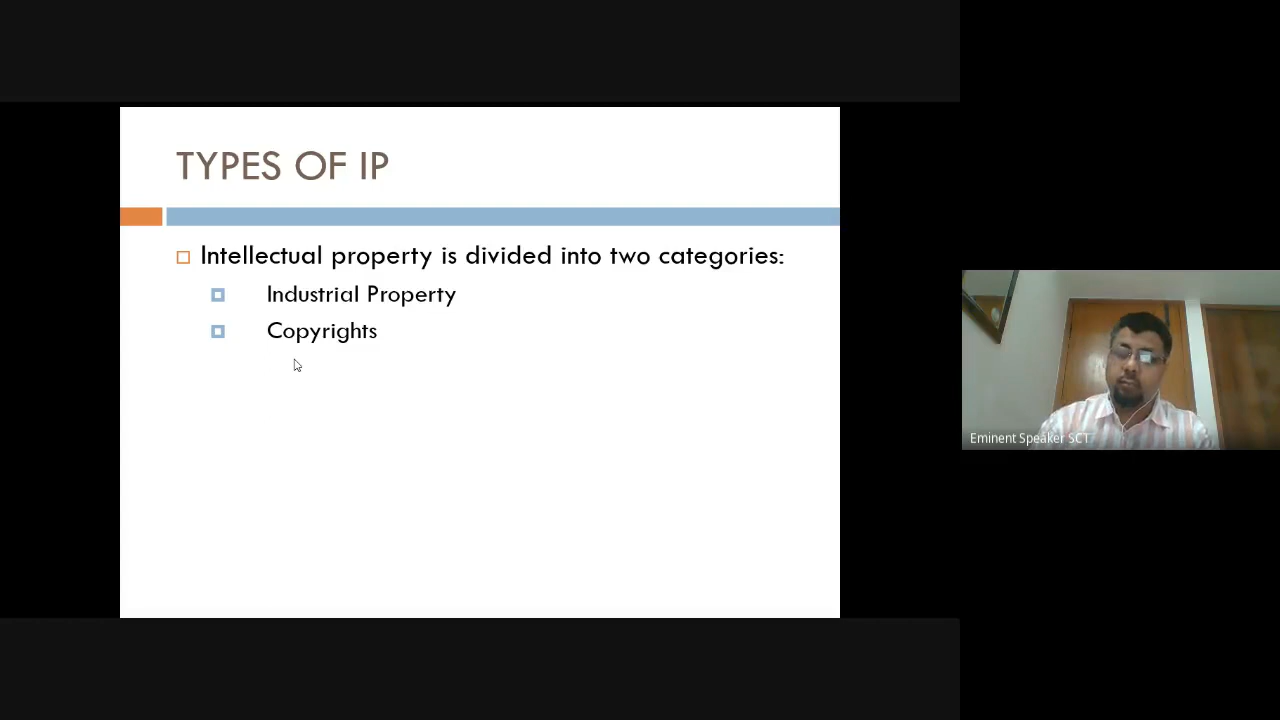 TYPES OF IP
Intellectual property is divided into two categories:
Industrial Property
Copyrights
Eminent Speaker SCT